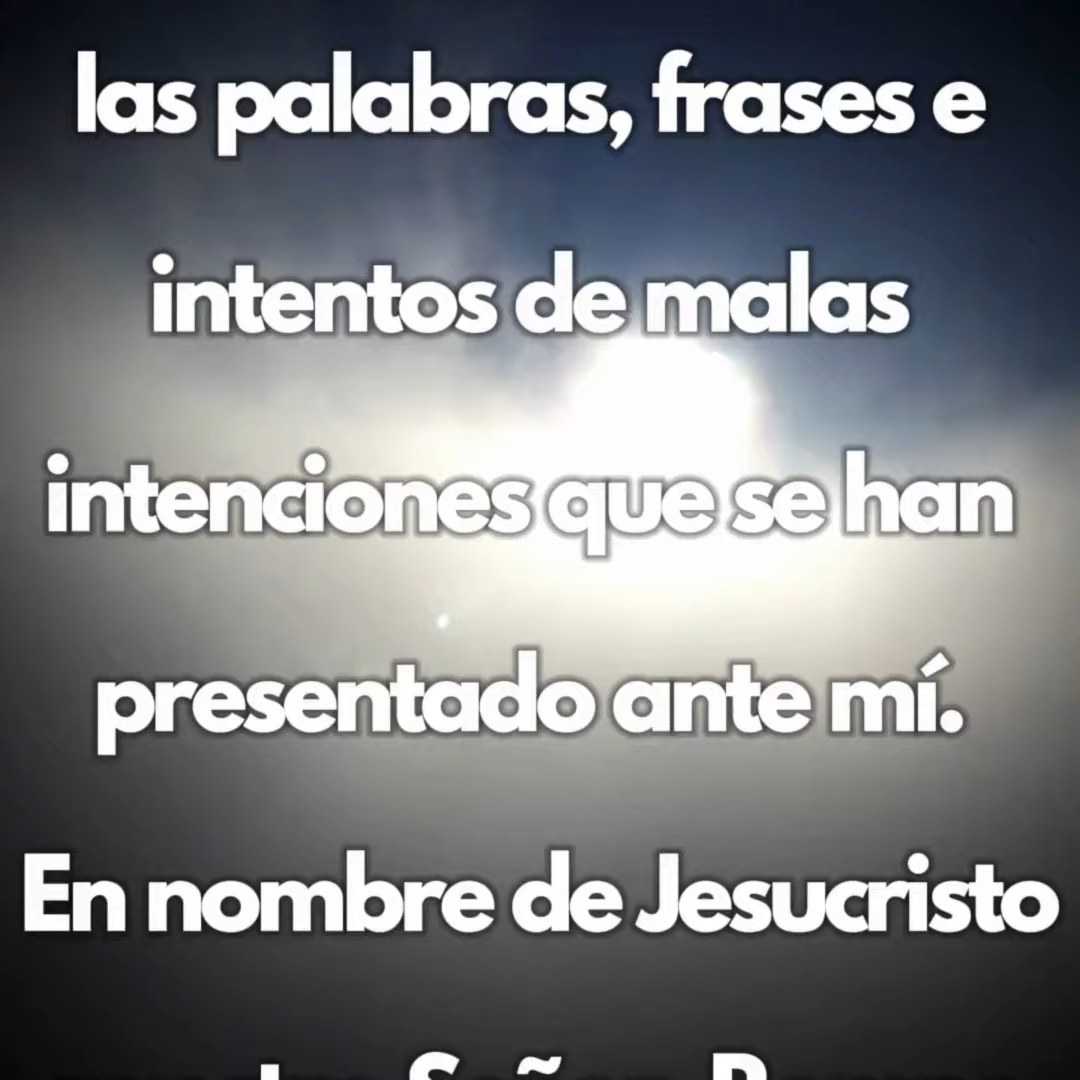 las palabras, frases e
intentos de malas
intenciones que se han
presentado ante mí.
En nombre de Jesucristo